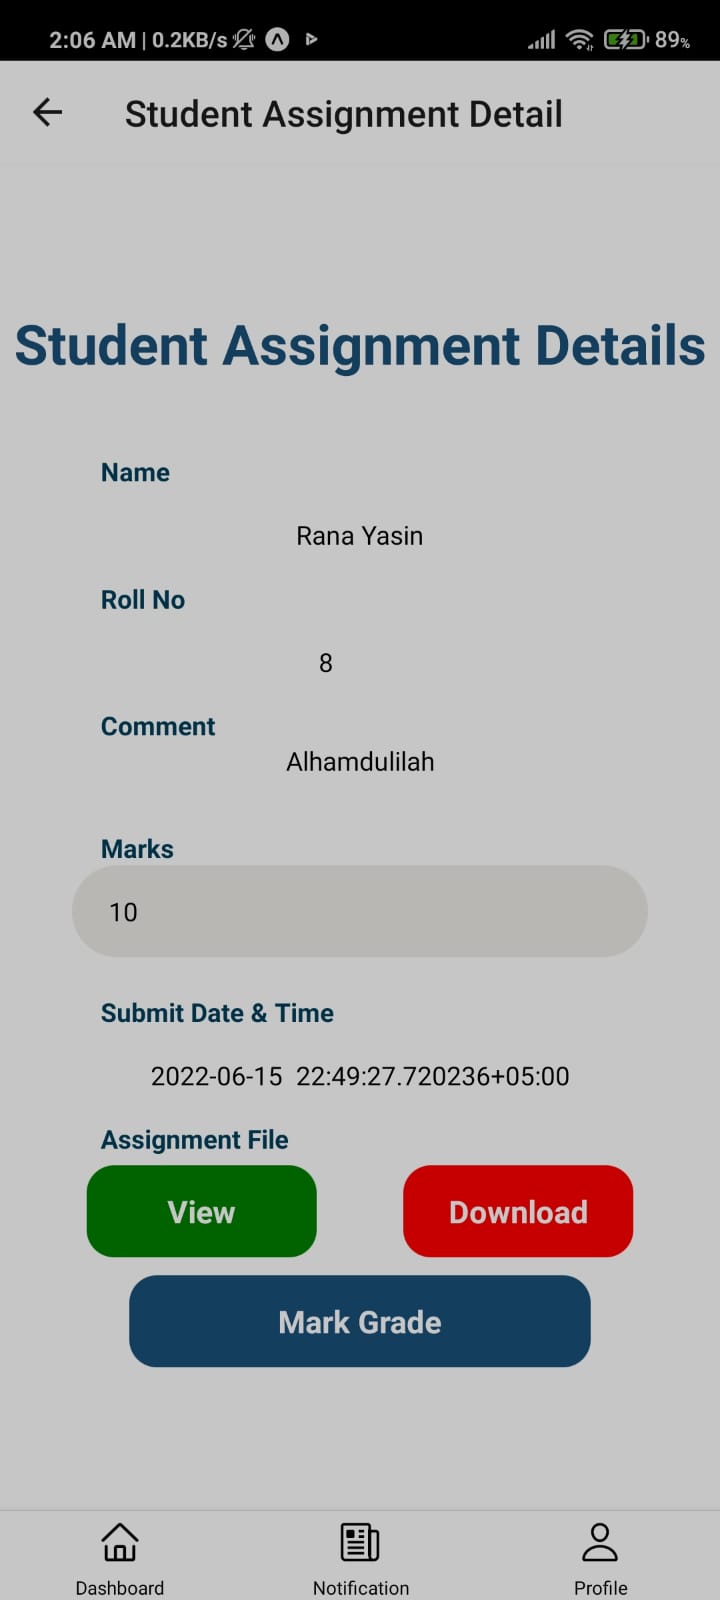 2:06 AM | 0.2KB/s 89%
Student Assignment Detail
Student Assignment Details
Name
Rana Yasin
Roll No
8
Comment
Alhamdulilah
Marks
10
Submit Date & Time
2022-06-15 22:49:27.720236+05:00
Assignment File
View Download
Mark Grade
Dashboard Notification Profile